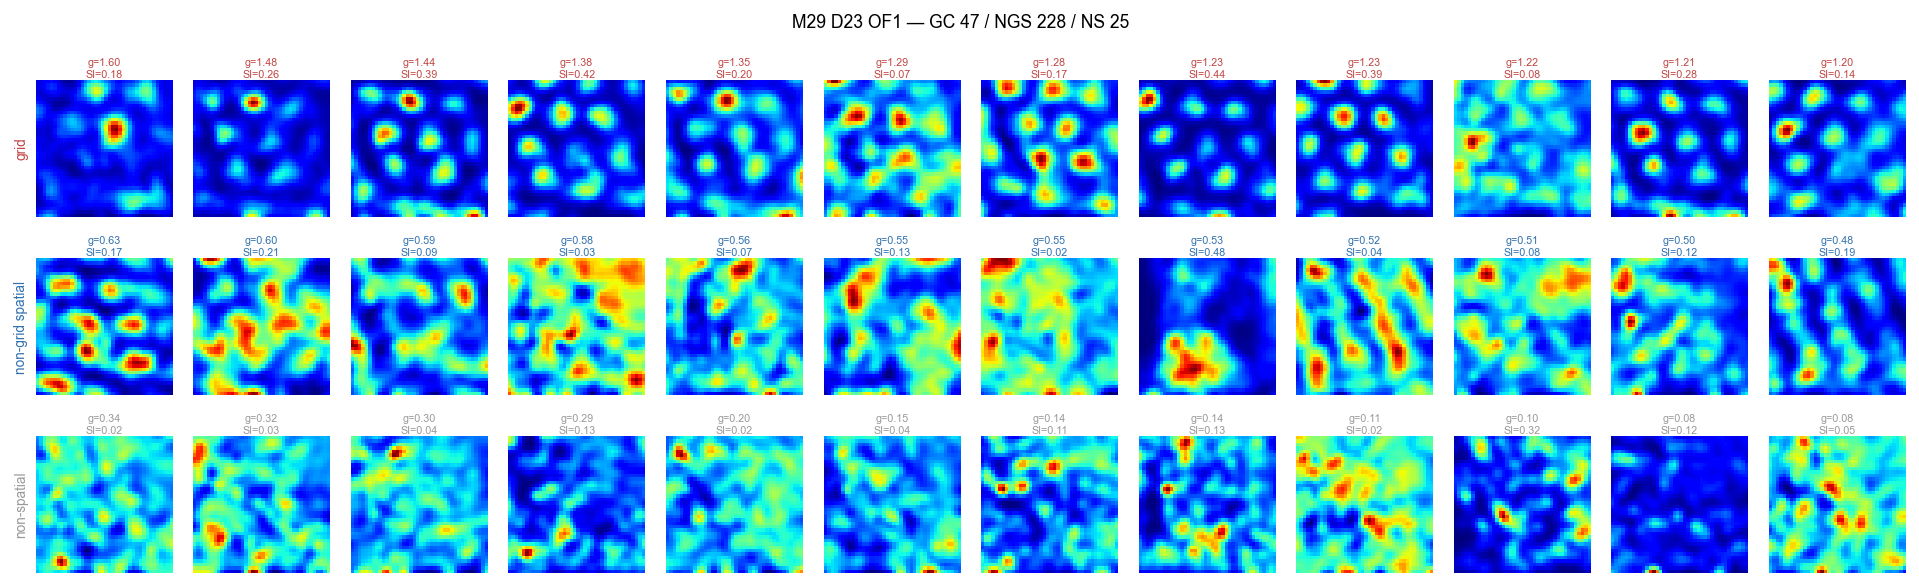 M29 D23 OF1 — GC 47 / NGS 228 / NS 25
g=1.60 g=1.48 g=1.44 g=1.38 g=1.35 g=1.29 g=1.28 g=1.23 g=1.23 g=1.22 g=1.21 g=1.20
SI=0.18 SI=0.26 SI=0.39 SI=0.42 SI=0.20 SI=0.07 SI=0.17 SI=0.44 SI=0.39 SI=0.08 SI=0.28 SI=0.14
grid
g=0.63 g=0.60 g=0.59 g=0.58 g=0.56 g=0.55 g=0.55 g=0.53 g=0.52 g=0.51 g=0.50 g=0.48
SI=0.17 SI=0.21 SI=0.09 SI=0.03 SI=0.07 SI=0.13 SI=0.02 SI=0.48 SI=0.04 SI=0.08 SI=0.12 SI=0.19
non-grid spatial
g=0.34 g=0.32 g=0.30 g=0.29 g=0.20 g=0.15 g=0.14 g=0.14 g=0.11 g=0.10 g=0.08 g=0.08
SI=0.02 SI=0.03 SI=0.04 SI=0.13 SI=0.02 SI=0.04 SI=0.11 SI=0.13 SI=0.02 SI=0.32 SI=0.12 SI=0.05
non-spatial